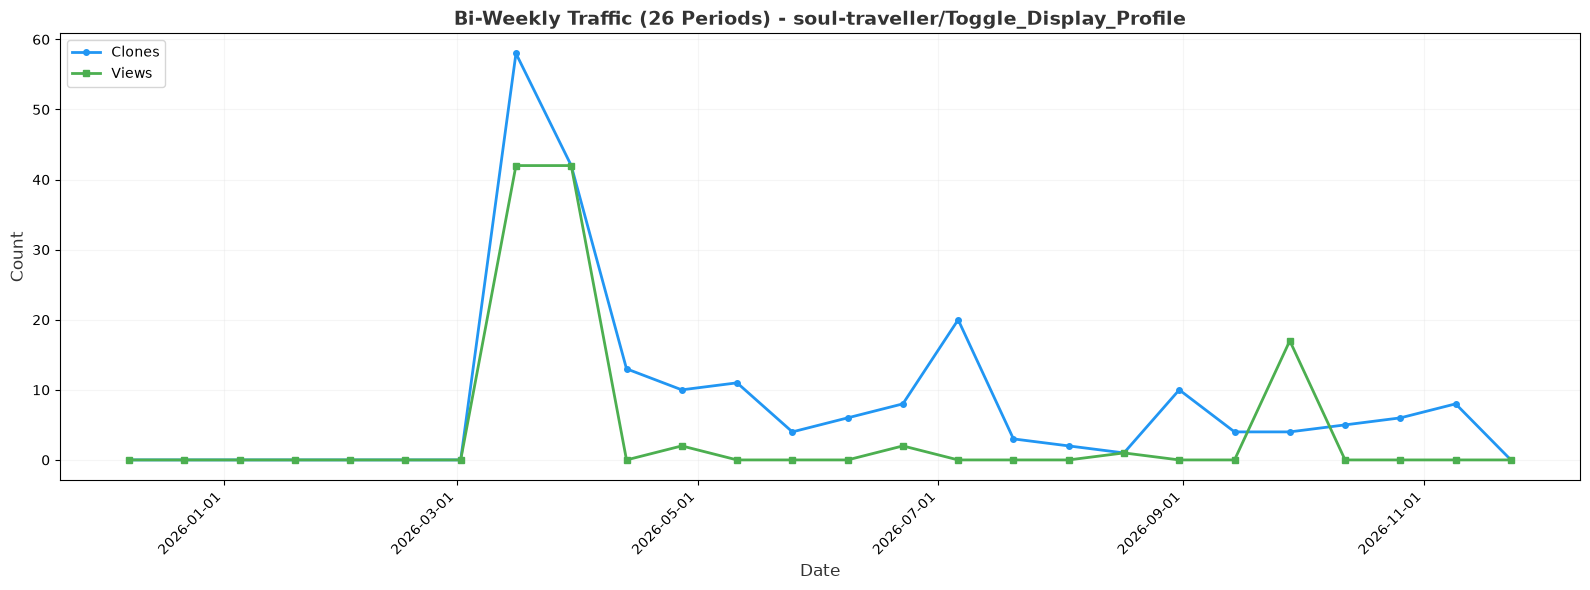 Bi-Weekly Traffic (26 Periods) - soul-traveller/Toggle_Display_Profile
Clones
Views
Count
60
50
40
30
20
10
0
2026-01-01
2026-03-01
2026-05-01
2026-07-01
2026-09-01
2026-11-01
Date